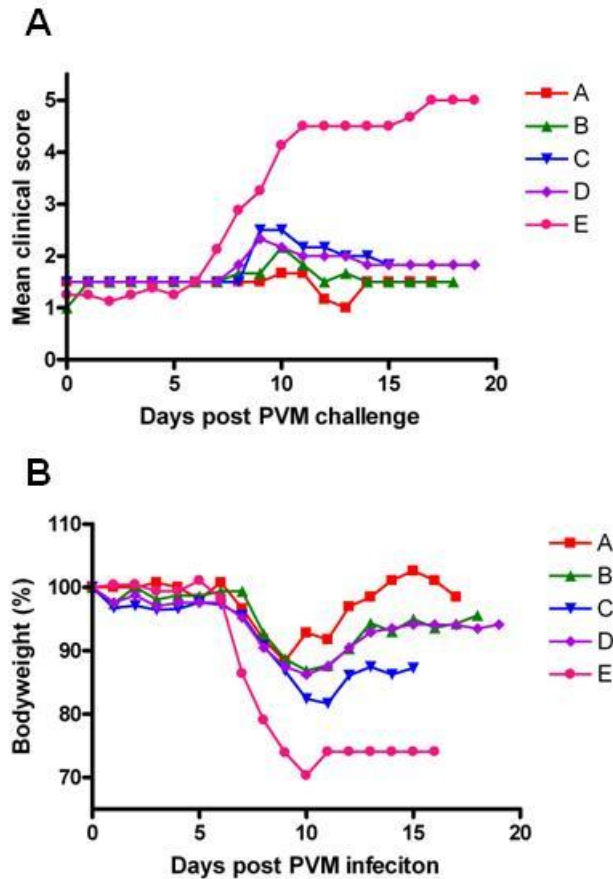 A
Mean clinical score
5
4
3
2
1
0
0 5 10 15 20
Days post PVM challenge
A
B
C
D
E
B
Bodyweight (%)
110
100
90
80
70
0 5 10 15 20
Days post PVM infeciton
A
B
C
D
E